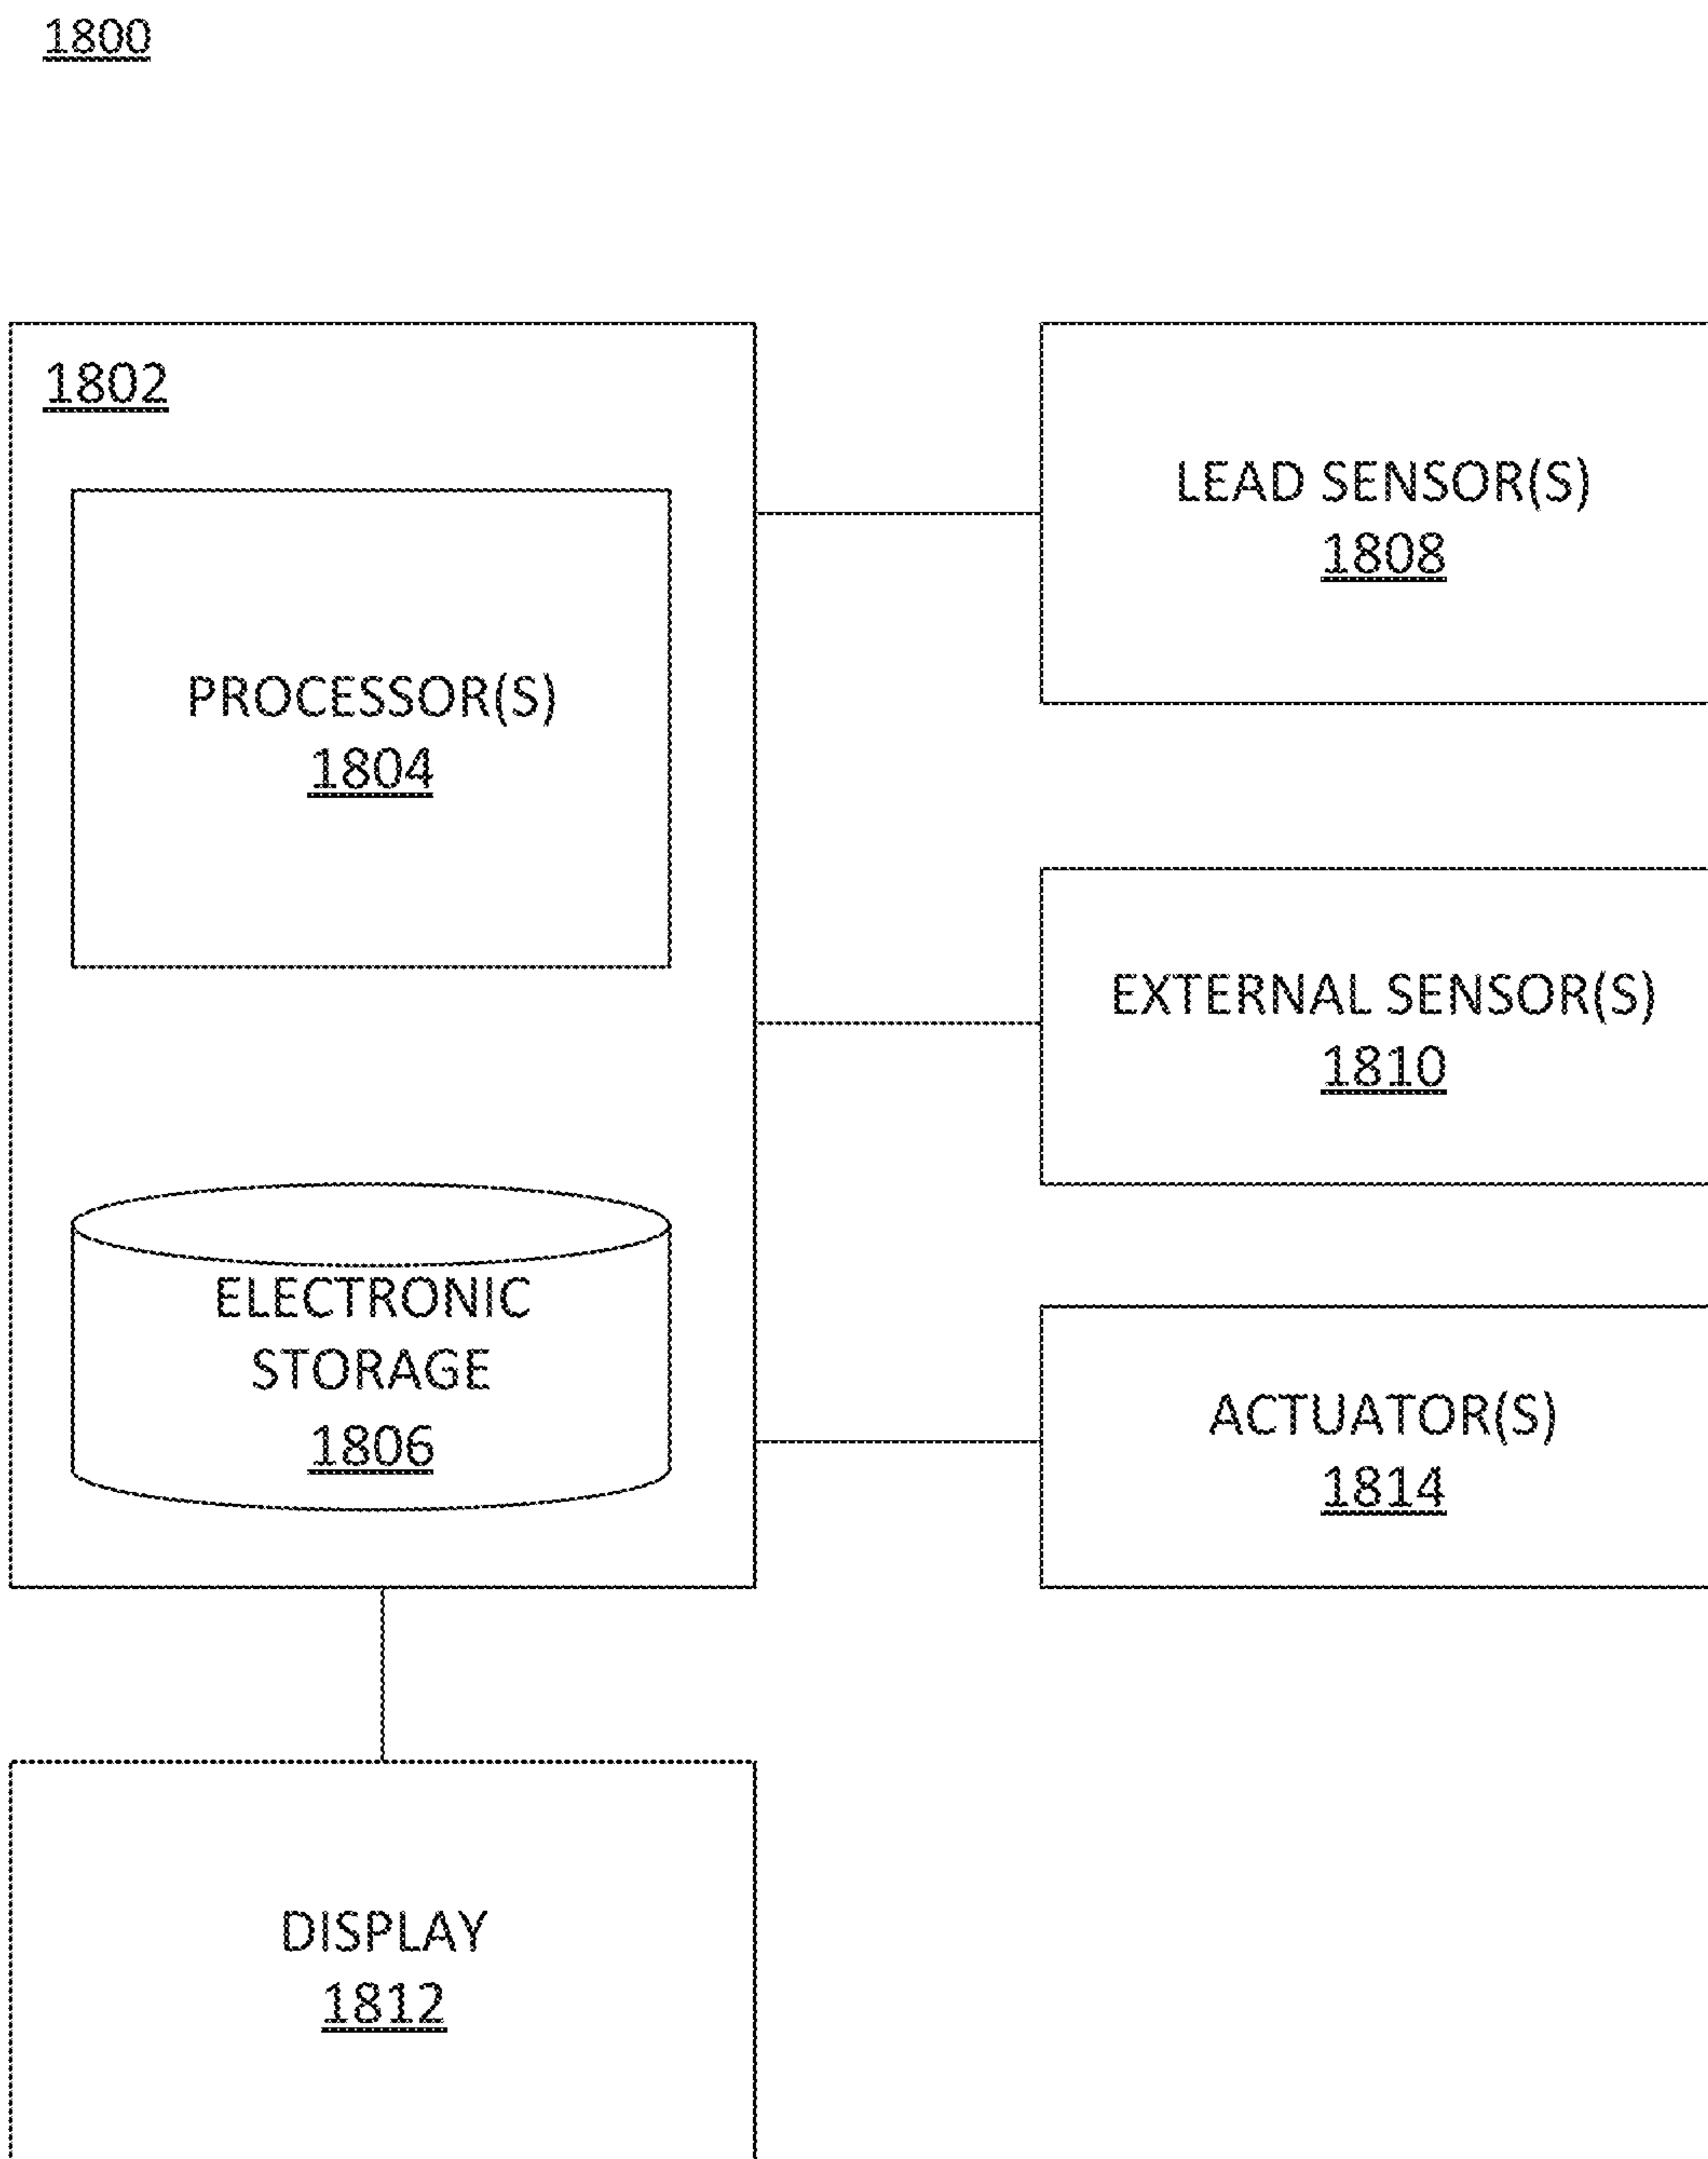 1800
1802
PROCESSOR(S)
1804
ELECTRONIC
STORAGE
1806
LEAD SENSOR(S)
1808
EXTERNAL SENSOR(S)
1810
ACTUATOR(S)
1814
DISPLAY
1812